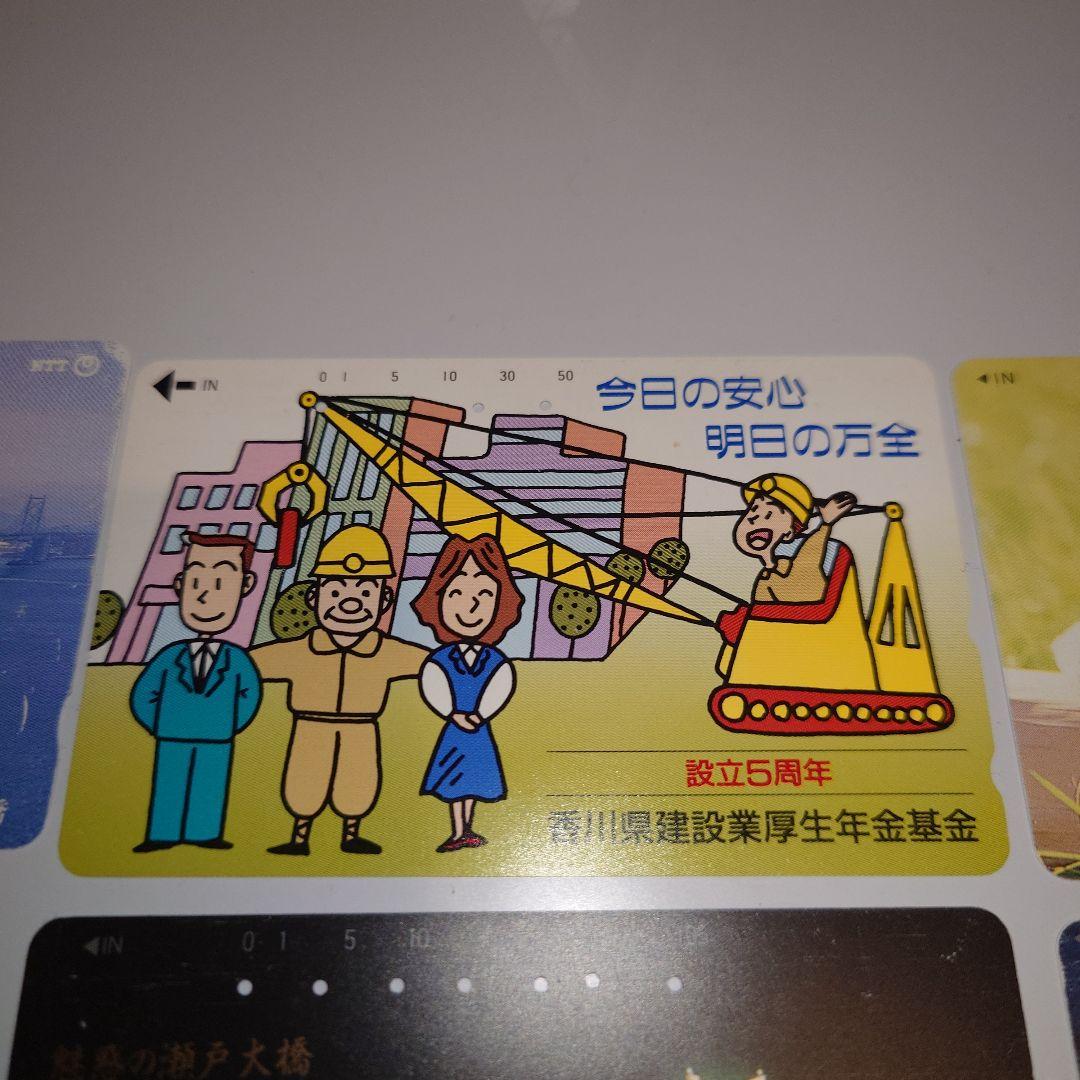 NTT
IN
0 1 5 10 30 50
今日の安心
明日の万全
設立5周年
香川県建設業厚生年金基金
IN
IN
0 1 5 10
魅惑の瀬戸大橋